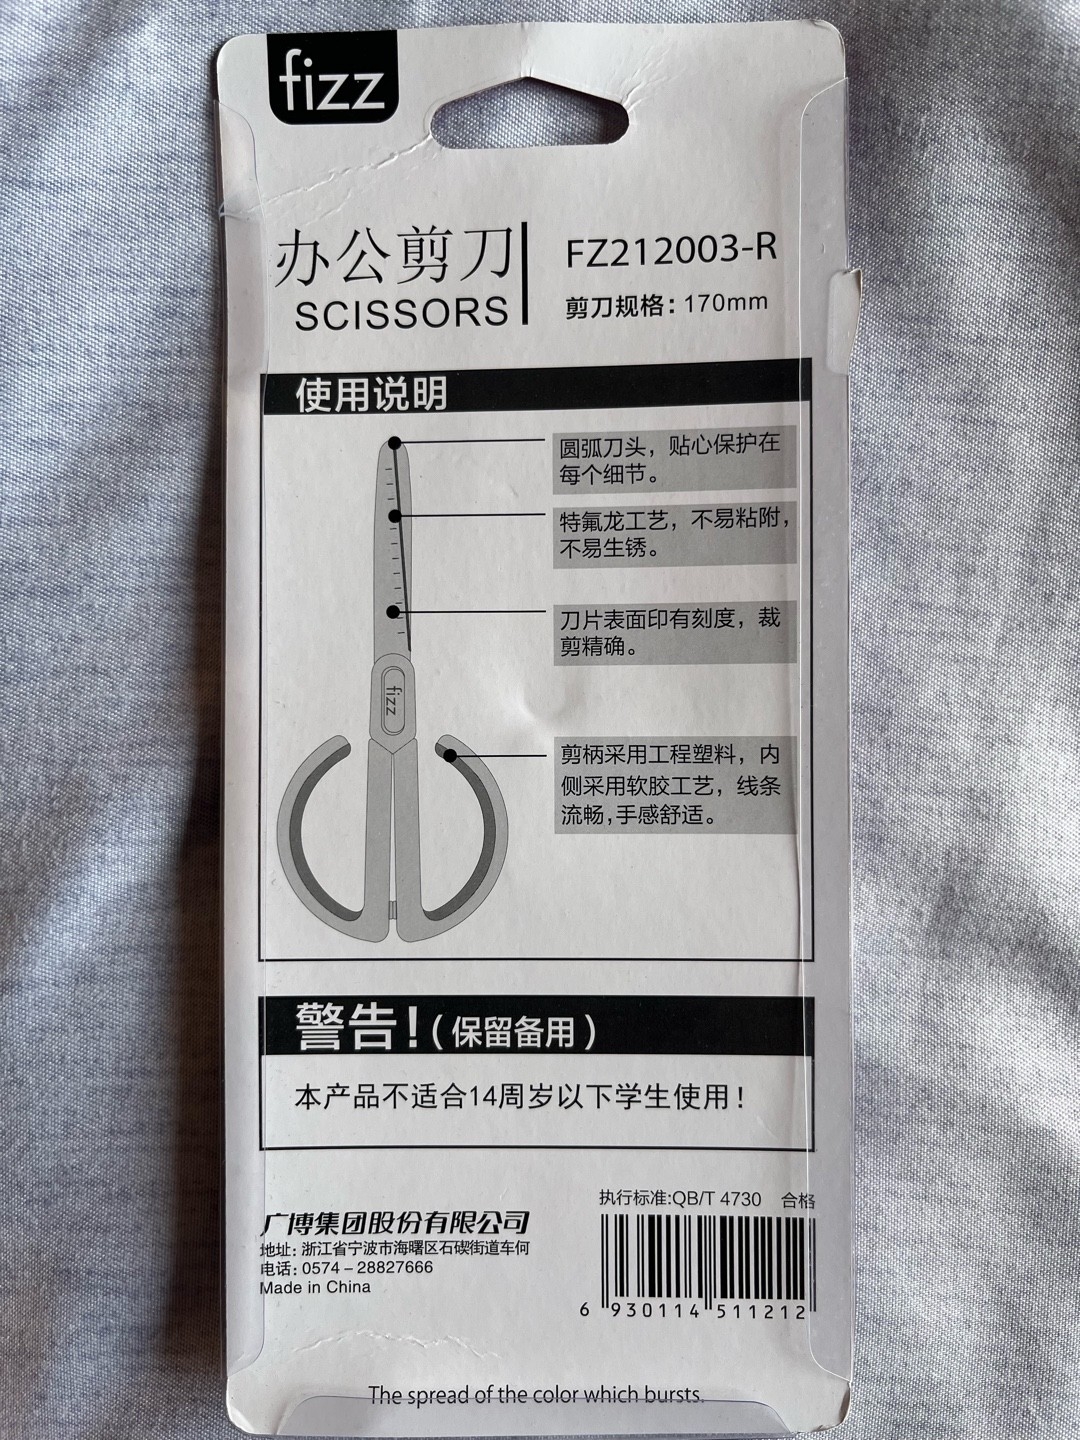 fizz
办公剪刀
SCISSORS
FZ212003-R
剪刀规格：170mm
使用说明
圆弧刀头，贴心保护在
每个细节。
特氟龙工艺，不易粘附，
不易生锈。
刀片表面印有刻度，裁
剪精确。
fizz
剪柄采用工程塑料，内
侧采用软胶工艺，线条
流畅，手感舒适。
警告！（保留备用）
本产品不适合14周岁以下学生使用！
执行标准:QB/T 4730 合格
广博集团股份有限公司
地址：浙江省宁波市海曙区石碶街道车何
电话：0574－28827666
Made in China
6 930114 511212
The spread of the color which bursts.